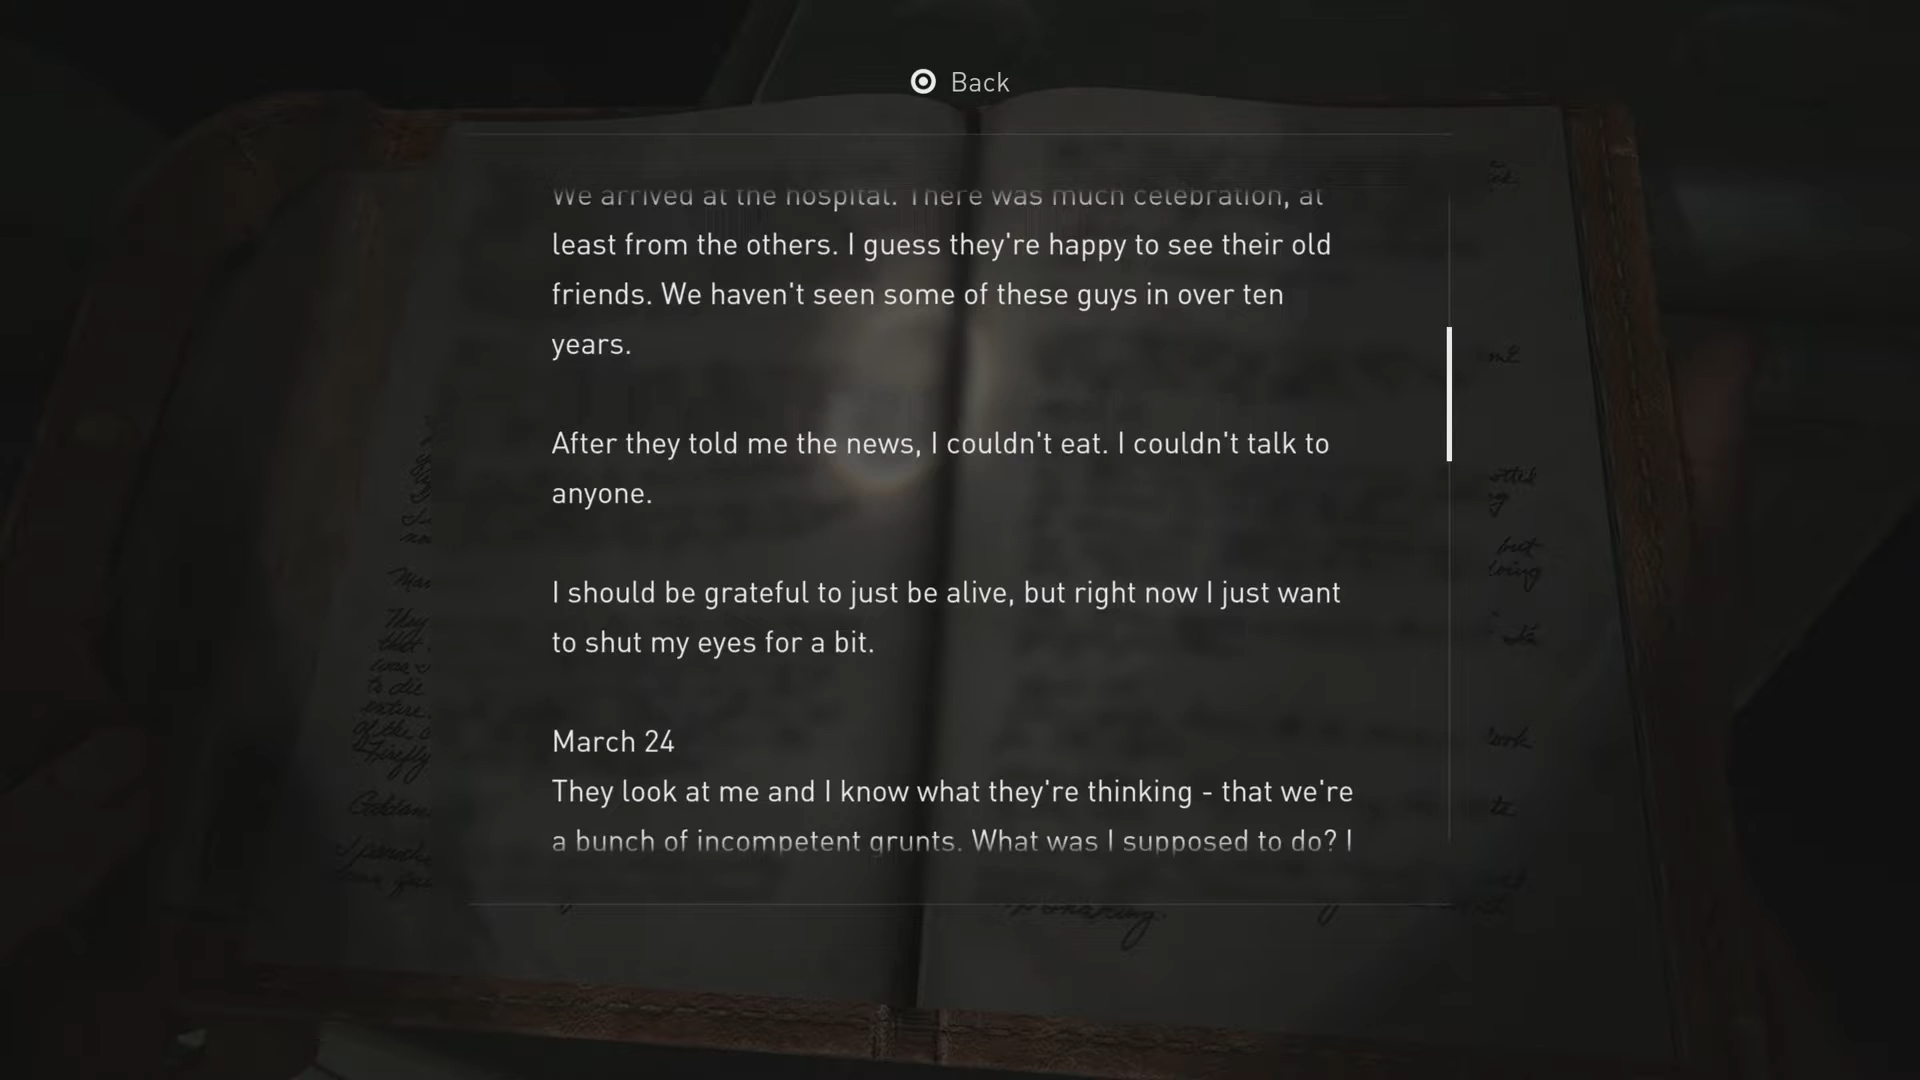 Back
We arrived at the hospital. There was much celebration, at
least from the others. I guess they're happy to see their old
friends. We haven't seen some of these guys in over ten
years.
After they told me the news, I couldn't eat. I couldn't talk to
anyone.
I should be grateful to just be alive, but right now I just want
to shut my eyes for a bit.
March 24
They look at me and I know what they're thinking - that we're
a bunch of incompetent grunts. What was I supposed to do? I